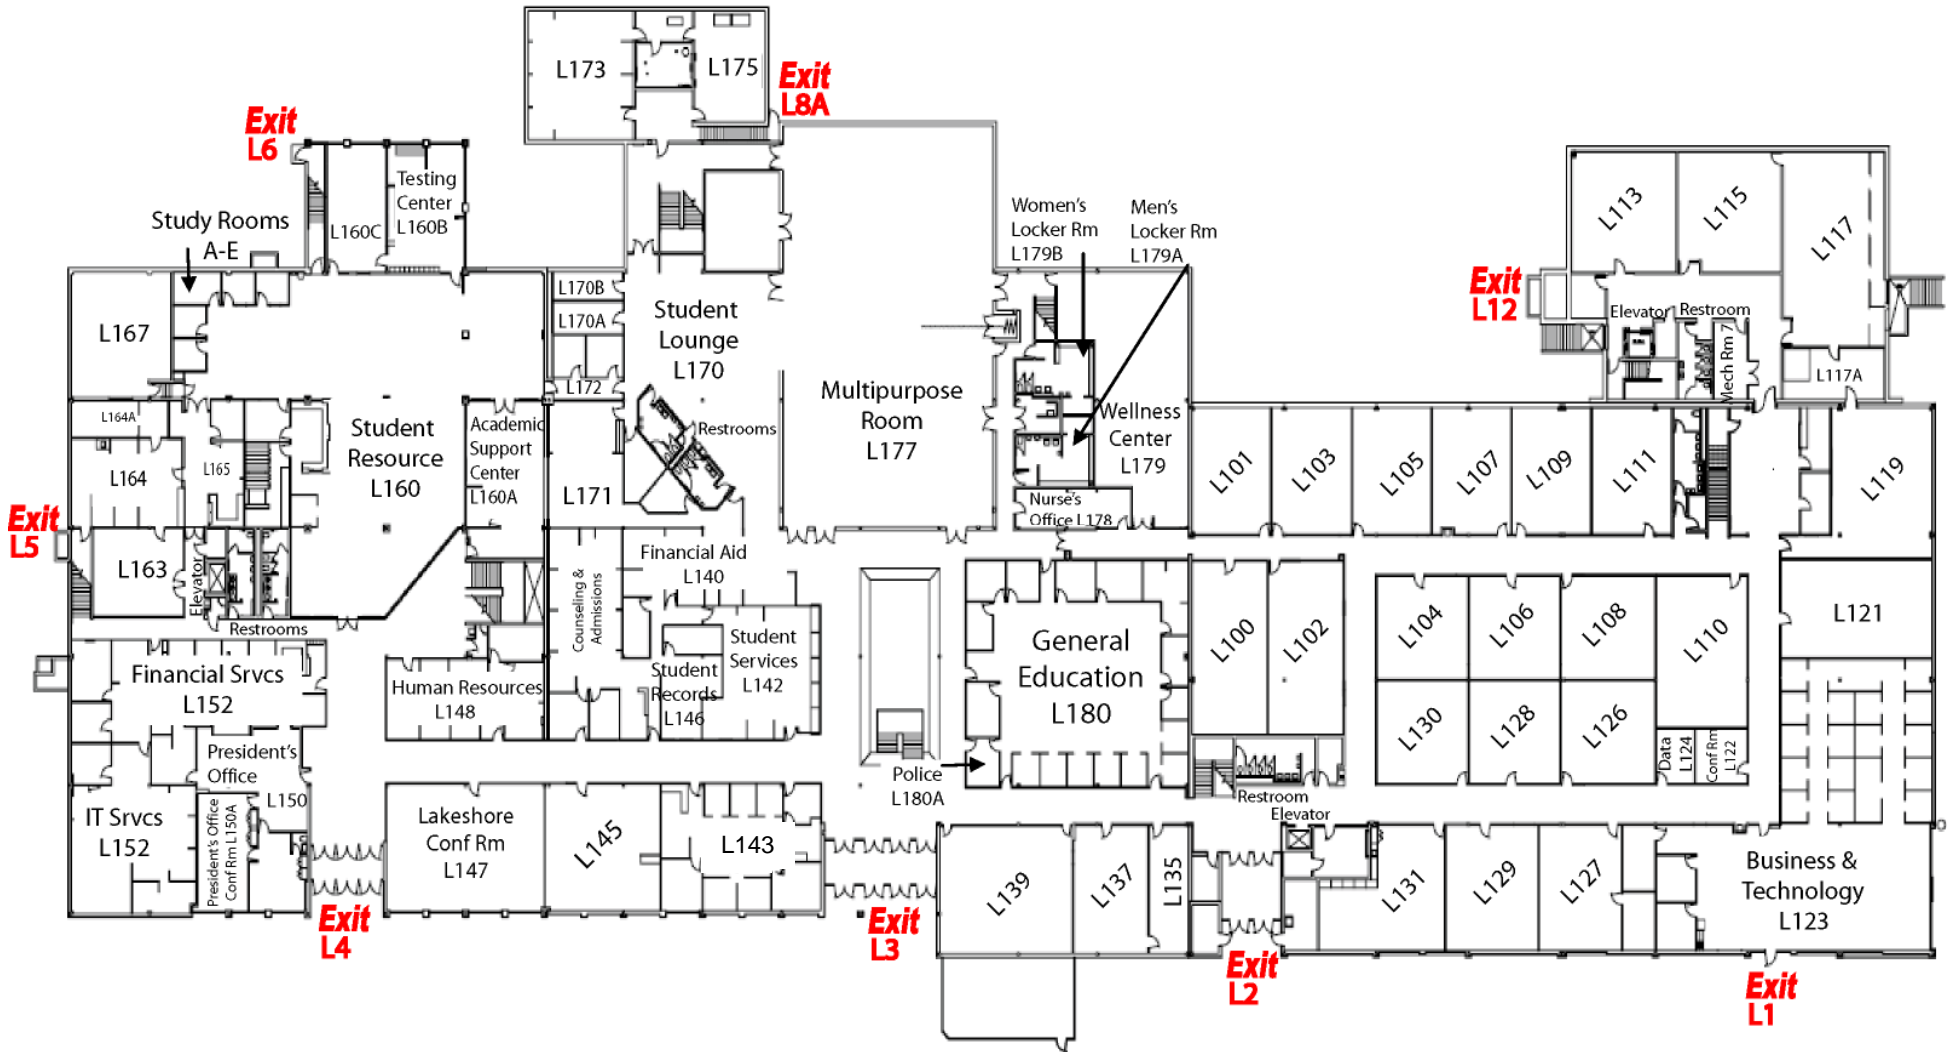 L173
L175
Exit
L8A
Exit
L6
Testing
Center
L160B
L160C
Study Rooms
A-E
Women's
Locker Rm
L179B
Men's
Locker Rm
L179A
L113
L115
L117
Exit
L12
Elevator
Restroom
Mech Rm 7
L117A
L167
L170B
L170A
L172
Student
Lounge
L170
Multipurpose
Room
L177
Restrooms
Wellness
Center
L179
Nurse's
Office L178
L164A
L164
L165
Student
Resource
L160
Academic
Support
Center
L160A
L171
L101
L103
L105
L107
L109
L111
L119
Exit
L5
L163
Elevator
Restrooms
Counseling &
Admissions
Financial Aid
L140
Student
Services
L142
Student
Records
L146
General
Education
L180
L100
L102
L104
L106
L108
L110
L121
Financial Srvcs
L152
Human Resources
L148
L130
L128
L126
Data
L124
Conf Rm
L122
President's
Office
L150
Police
L180A
Restroom
Elevator
IT Srvcs
L152
President's Office
Conf Rm L150A
Lakeshore
Conf Rm
L147
L145
L143
L139
L137
L135
L131
L129
L127
Business &
Technology
L123
Exit
L4
Exit
L3
Exit
L2
Exit
L1